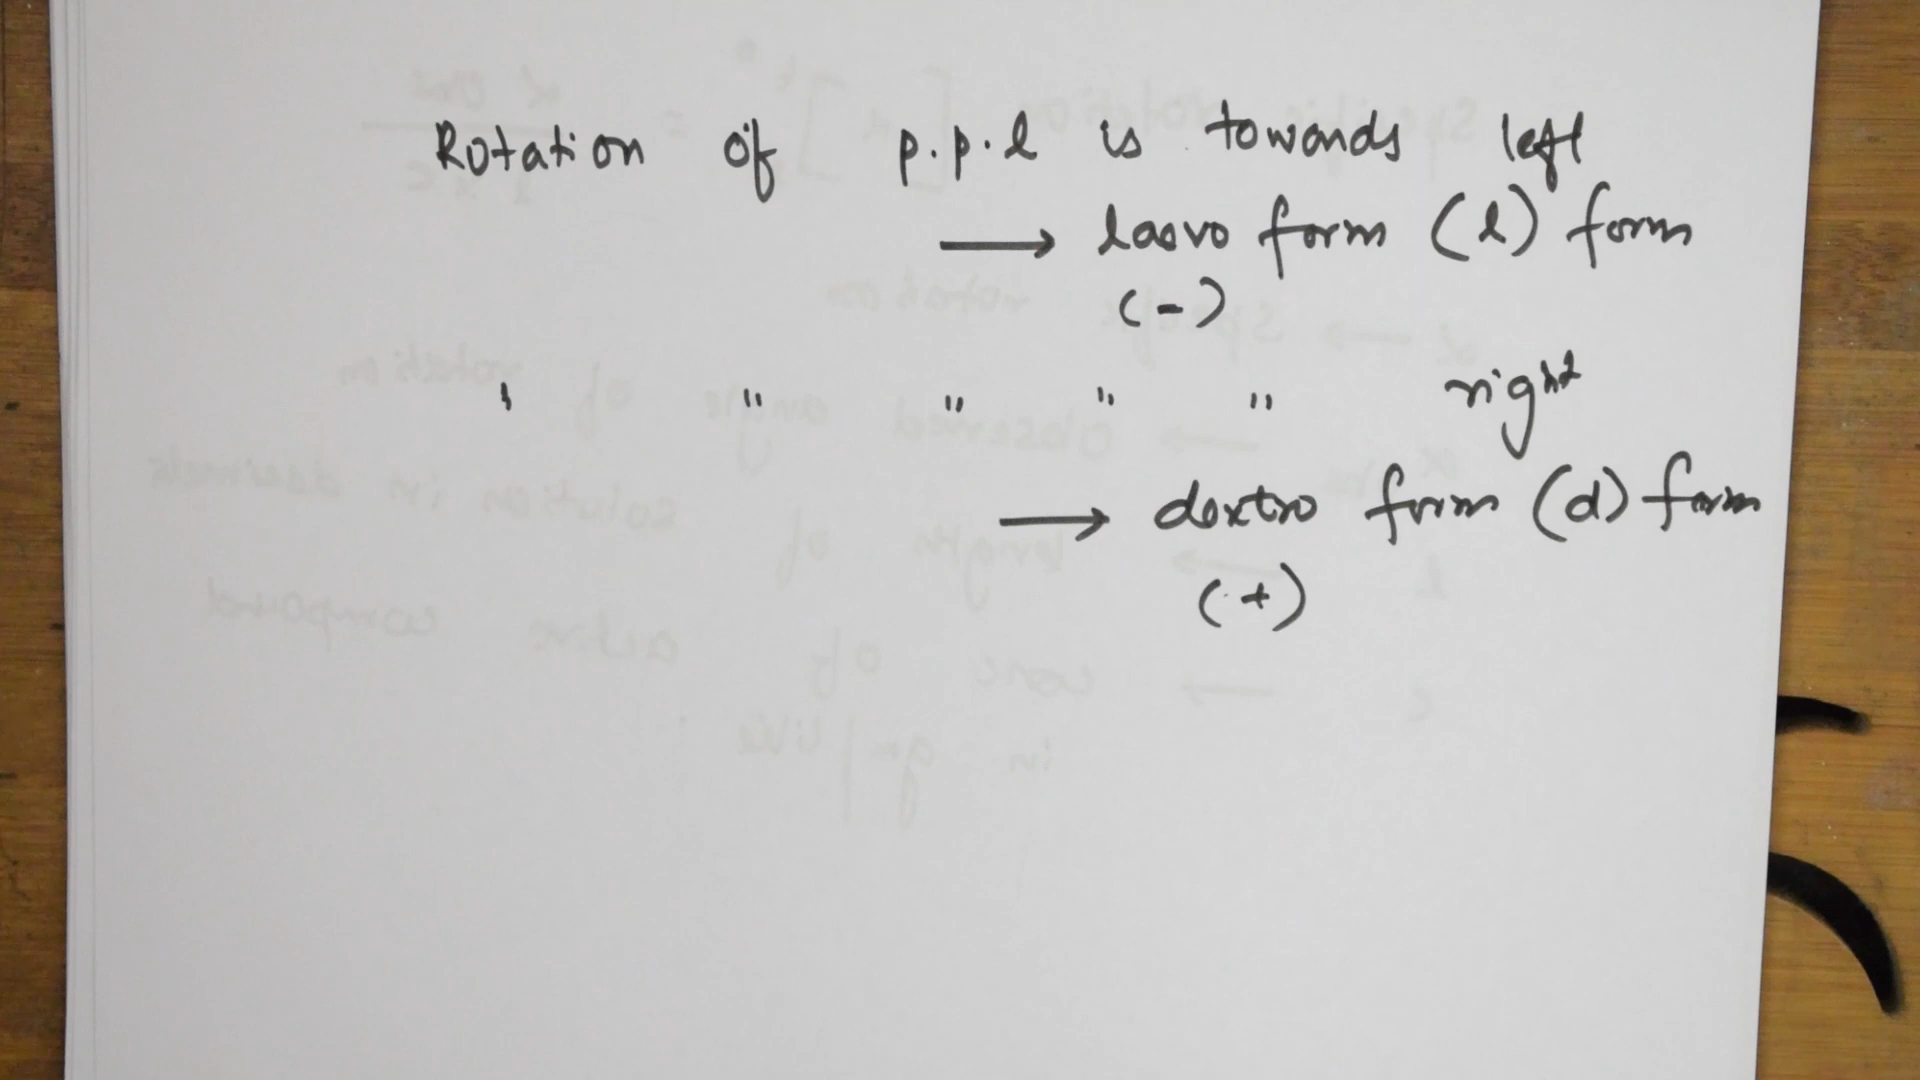 Rotation of p.p.l is towards left
→ laevo form (l) form
(-)
" " " " " right
→ dextro form (d) form
(+)